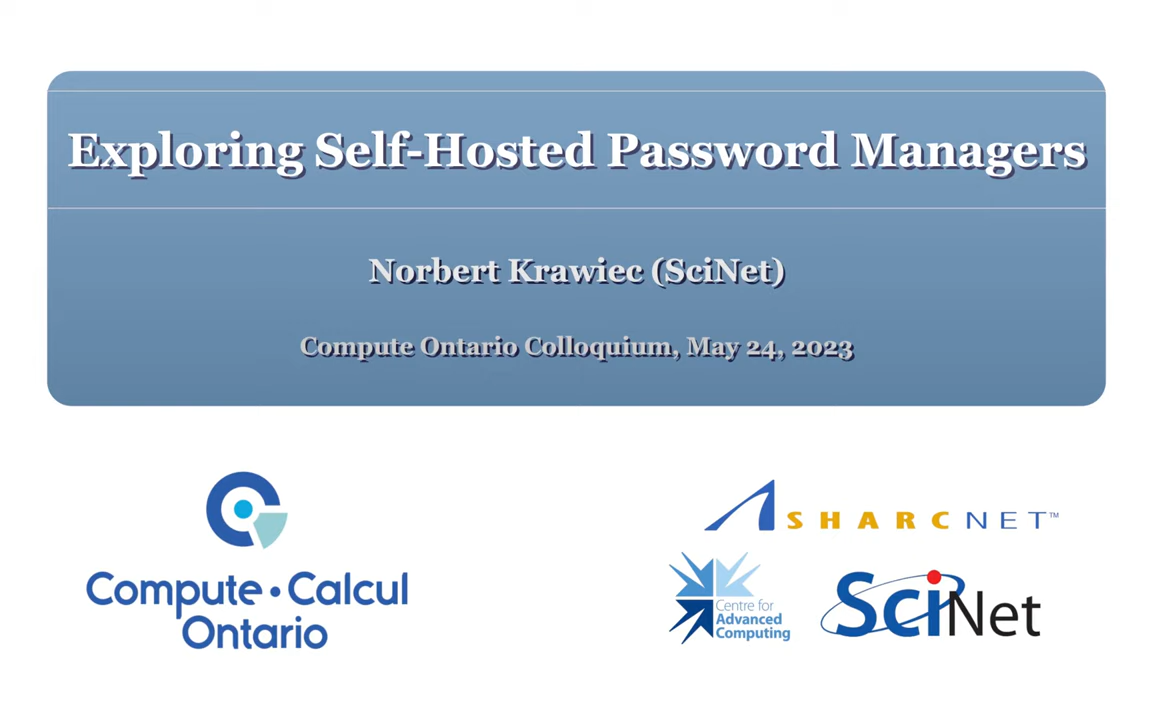 Exploring Self-Hosted Password Managers
Norbert Krawiec (SciNet)
Compute Ontario Colloquium, May 24, 2023
Compute • Calcul
Ontario
SHARCNET™
Centre for
Advanced
Computing
SciNet